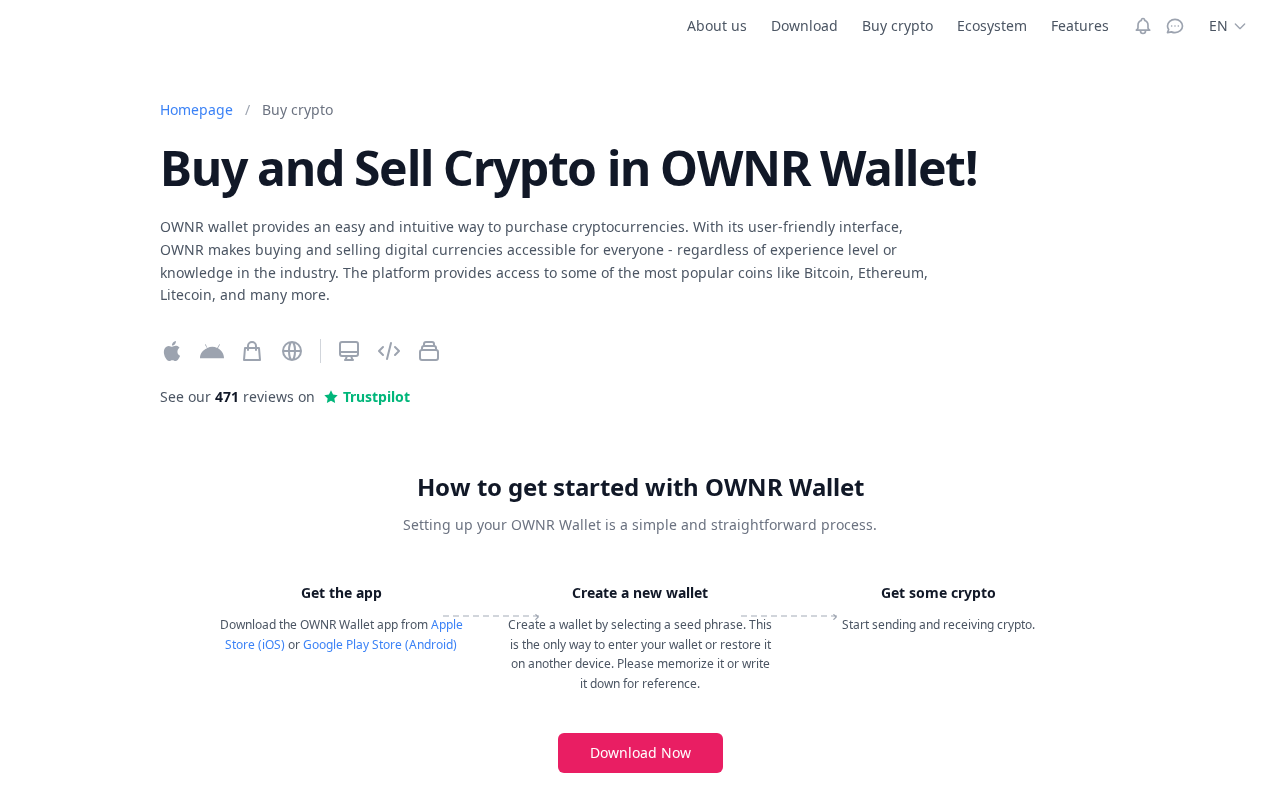 About us
Download
Buy crypto
Ecosystem
Features
EN
Homepage / Buy crypto
Buy and Sell Crypto in OWNR Wallet!
OWNR wallet provides an easy and intuitive way to purchase cryptocurrencies. With its user-friendly interface,
OWNR makes buying and selling digital currencies accessible for everyone - regardless of experience level or
knowledge in the industry. The platform provides access to some of the most popular coins like Bitcoin, Ethereum,
Litecoin, and many more.
See our 471 reviews on Trustpilot
How to get started with OWNR Wallet
Setting up your OWNR Wallet is a simple and straightforward process.
Get the app
Download the OWNR Wallet app from Apple
Store (iOS) or Google Play Store (Android)
Create a new wallet
Create a wallet by selecting a seed phrase. This
is the only way to enter your wallet or restore it
on another device. Please memorize it or write
it down for reference.
Get some crypto
Start sending and receiving crypto.
Download Now